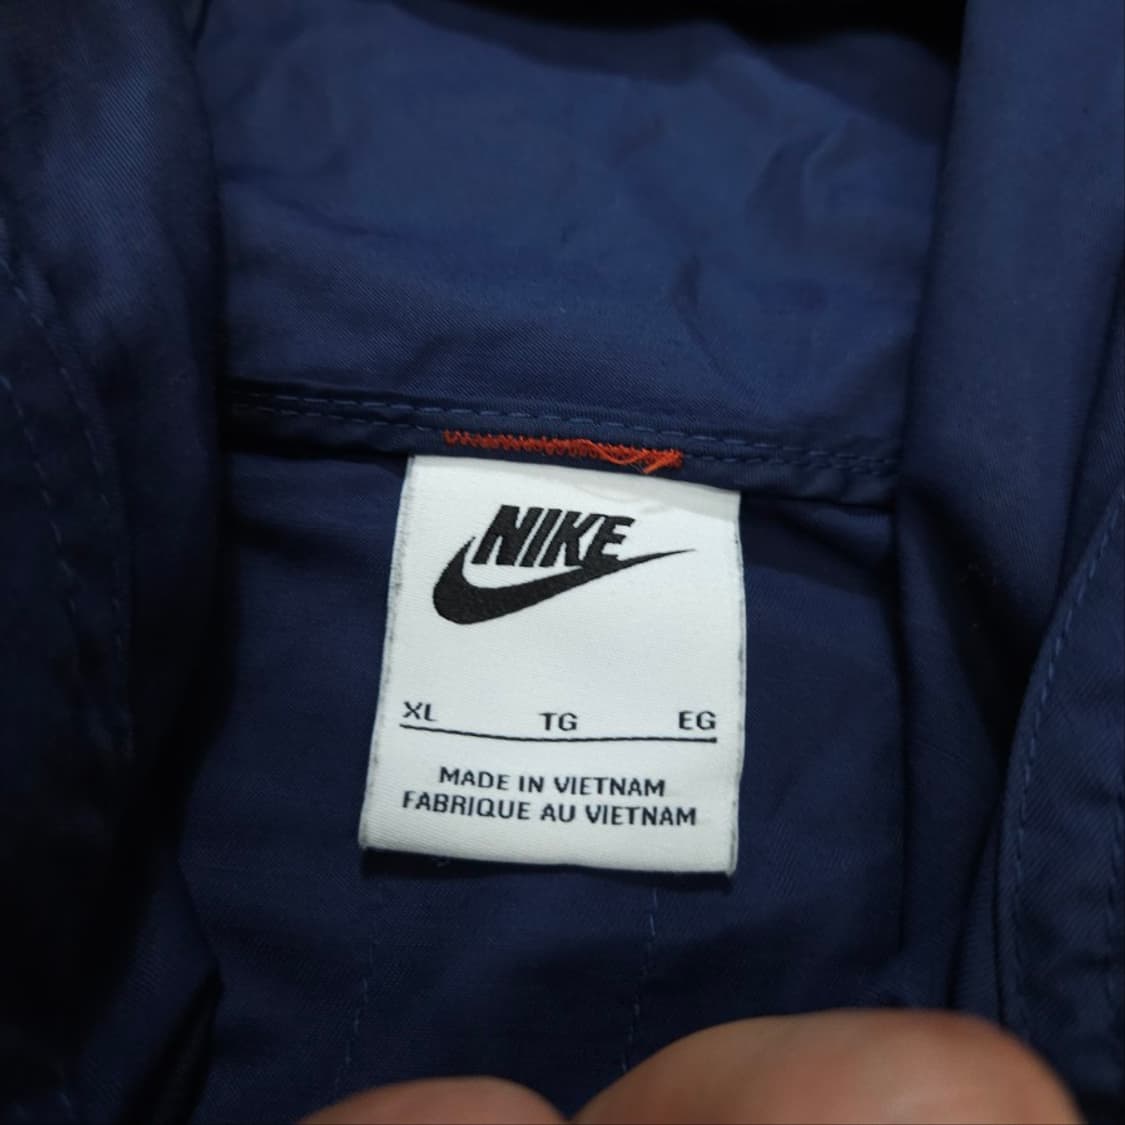 NIKE
XL TG EG
MADE IN VIETNAM
FABRIQUE AU VIETNAM